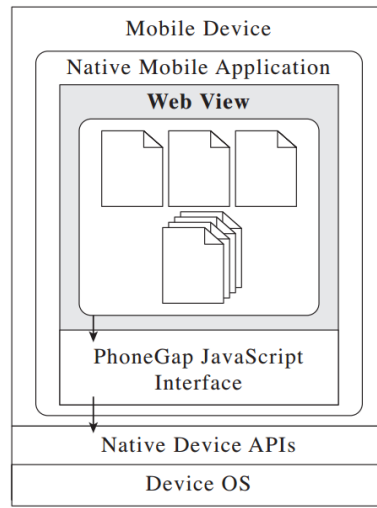 Mobile Device
Native Mobile Application
Web View
PhoneGap JavaScript
Interface
Native Device APIs
Device OS